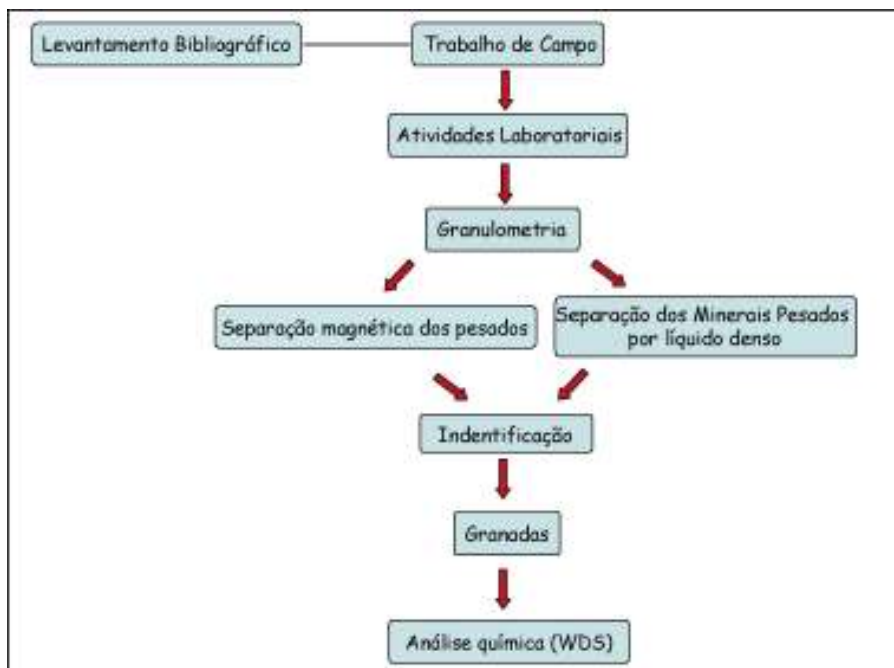 Levantamento Bibliográfico
Trabalho de Campo
Atividades Laboratoriais
Granulometria
Separação magnética dos pesados
Separação dos Minerais Pesados
por líquido denso
Indentificação
Granadas
Análise química (WDS)